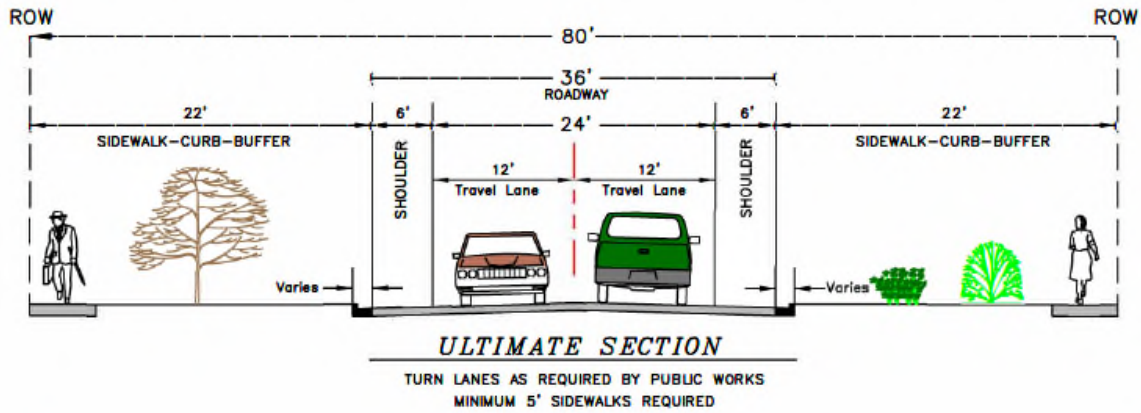 ROW
ROW
80'
36'
ROADWAY
22'
6'
24'
6'
22'
SIDEWALK-CURB-BUFFER
SIDEWALK-CURB-BUFFER
SHOULDER
12'
12'
SHOULDER
Travel Lane
Travel Lane
Varies
Varies
ULTIMATE SECTION
TURN LANES AS REQUIRED BY PUBLIC WORKS
MINIMUM 5' SIDEWALKS REQUIRED